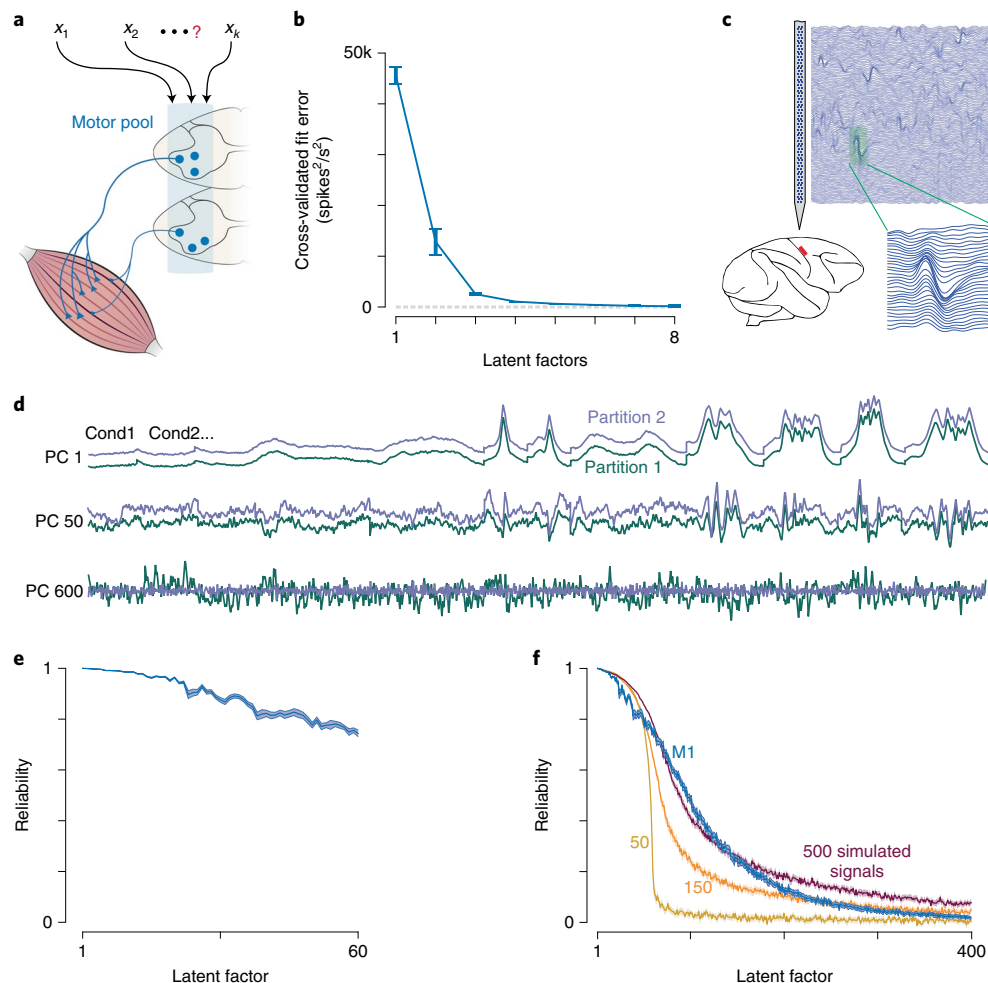 a
x1 x2 •••? xk
Motor pool
b
50k
Cross-validated fit error
(spikes²/s²)
0
1 8
Latent factors
c
d
Cond1 Cond2...
PC 1
Partition 2
Partition 1
PC 50
PC 600
e
1
Reliability
0
1 60
Latent factor
f
1
Reliability
M1
50
150
500 simulated
signals
0
1 400
Latent factor